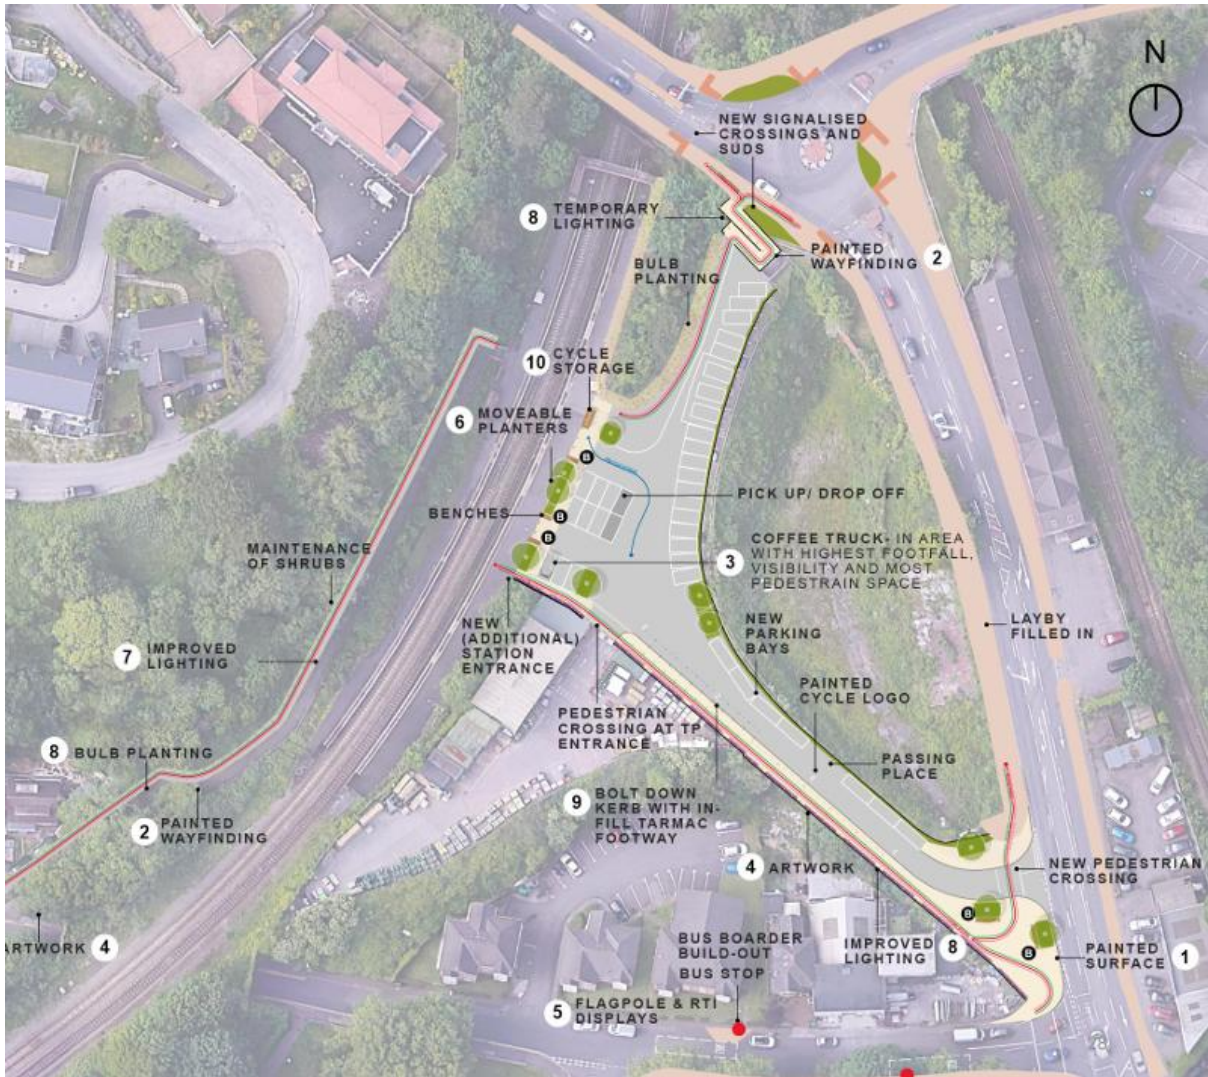 N
NEW SIGNALISED
CROSSINGS AND
SUDS
8
TEMPORARY
LIGHTING
PAINTED
WAYFINDING
2
BULB
PLANTING
10
CYCLE
STORAGE
6
MOVEABLE
PLANTERS
B
PICK UP/ DROP OFF
BENCHES
B
B
COFFEE TRUCK- IN AREA
WITH HIGHEST FOOTFALL,
VISIBILITY AND MOST
PEDESTRAIN SPACE
3
MAINTENANCE
OF SHRUBS
NEW
(ADDITIONAL)
STATION
ENTRANCE
NEW
PARKING
BAYS
LAYBY
FILLED IN
7
IMPROVED
LIGHTING
PAINTED
CYCLE LOGO
PEDESTRIAN
CROSSING AT TP
ENTRANCE
8
BULB PLANTING
PASSING
PLACE
9
BOLT DOWN
KERB WITH IN-
FILL TARMAC
FOOTWAY
2
PAINTED
WAYFINDING
4
ARTWORK
NEW PEDESTRIAN
CROSSING
ARTWORK
4
B
BUS BOARDER
BUILD-OUT
BUS STOP
IMPROVED
LIGHTING
8
B
PAINTED
SURFACE
1
5
FLAGPOLE & RTI
DISPLAYS